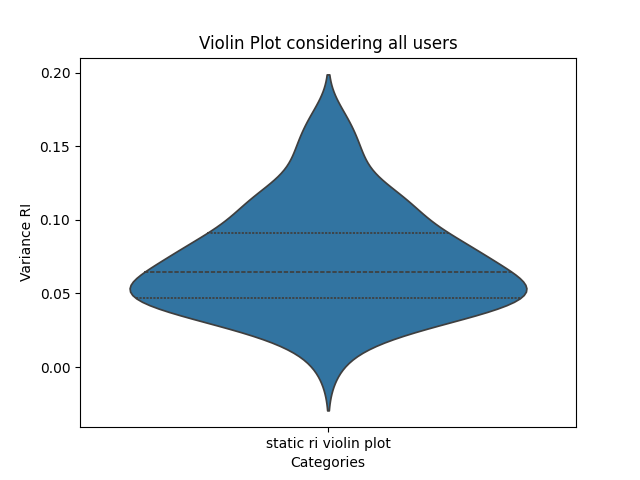 Violin Plot considering all users
0.20
0.15
0.10
0.05
0.00
Variance RI
static ri violin plot
Categories